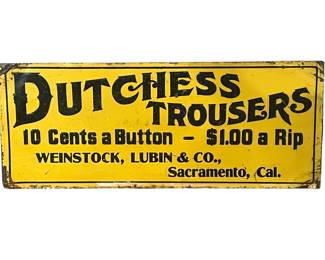 DUTCHESS
TROUSERS
10 Cents a Button - $1.00 a Rip
WEINSTOCK, LUBIN & CO.,
Sacramento, Cal.